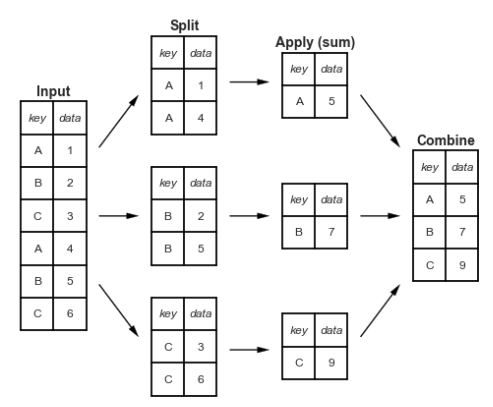 Input
key data
A 1
B 2
C 3
A 4
B 5
C 6
Split
key data
A 1
A 4
key data
B 2
B 5
key data
C 3
C 6
Apply (sum)
key data
A 5
key data
B 7
key data
C 9
Combine
key data
A 5
B 7
C 9